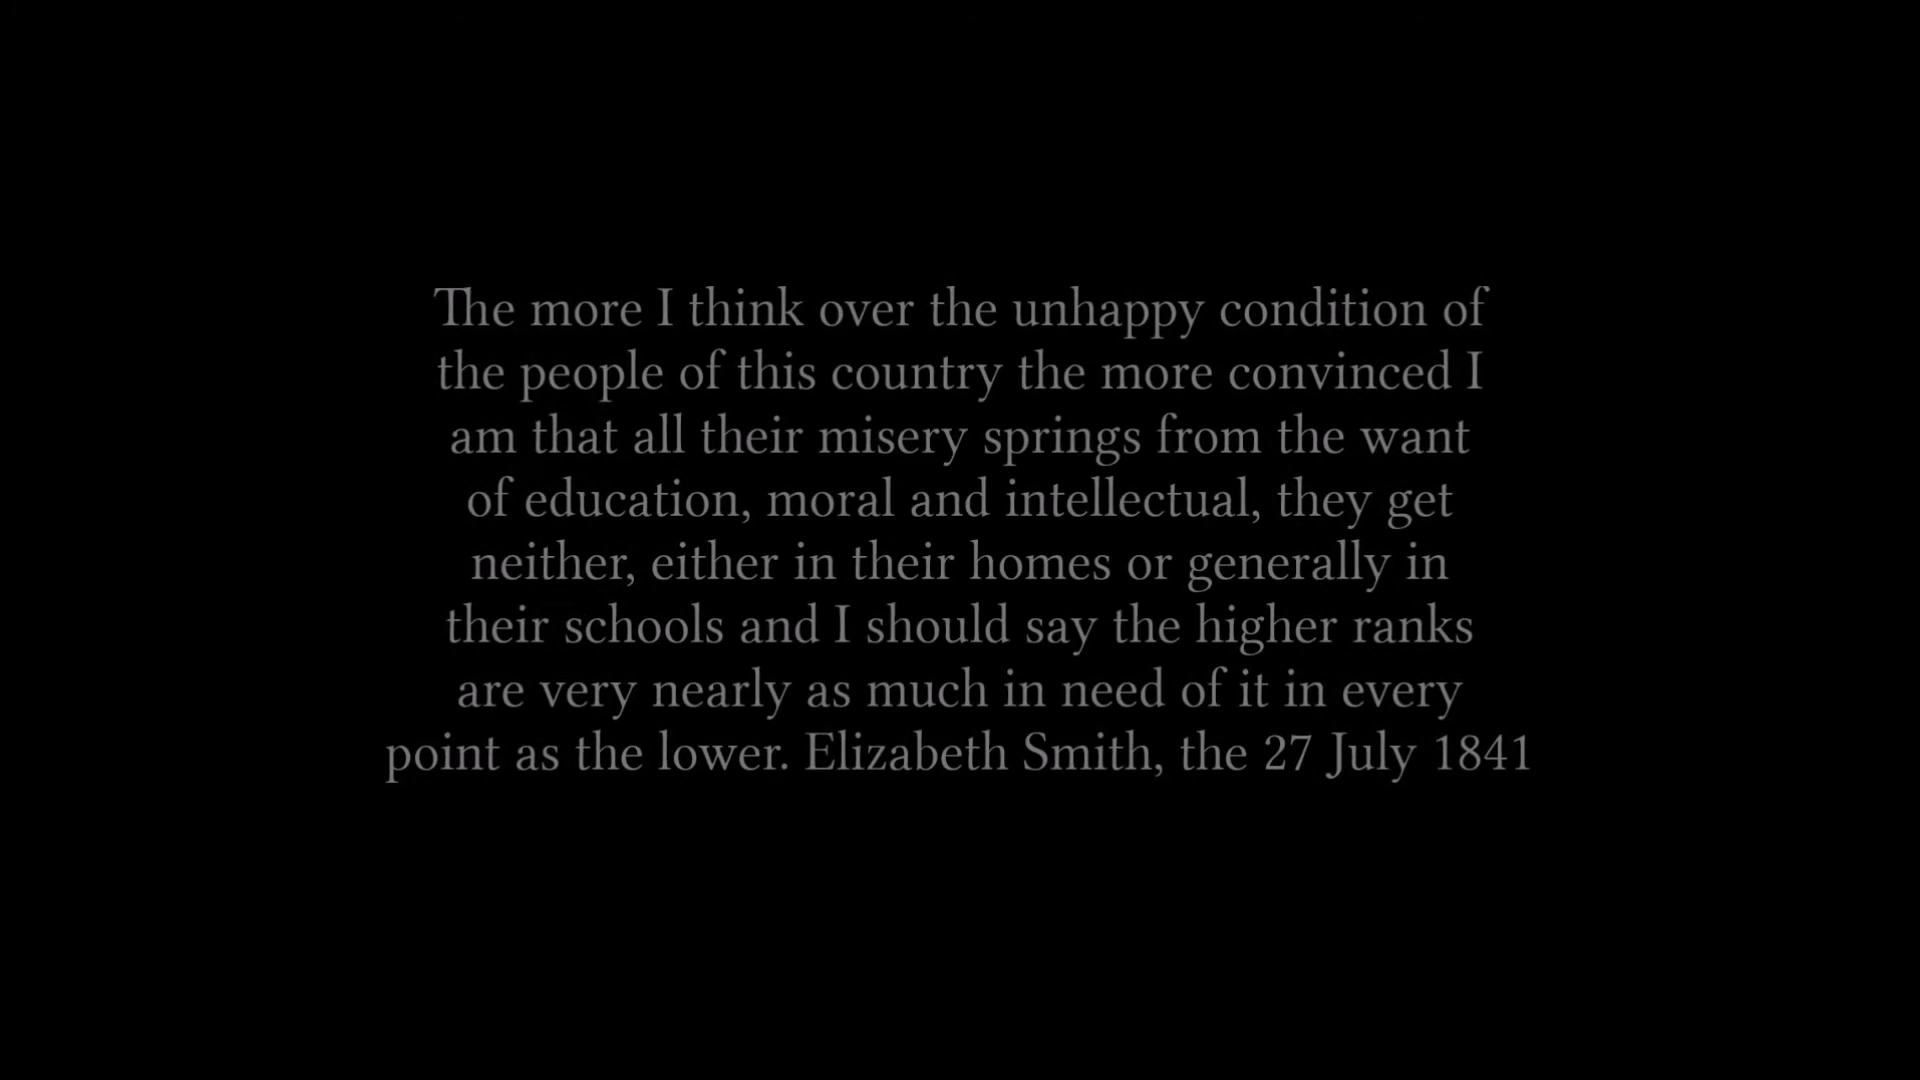 The more I think over the unhappy condition of
the people of this country the more convinced I
am that all their misery springs from the want
of education, moral and intellectual, they get
neither, either in their homes or generally in
their schools and I should say the higher ranks
are very nearly as much in need of it in every
point as the lower. Elizabeth Smith, the 27 July 1841